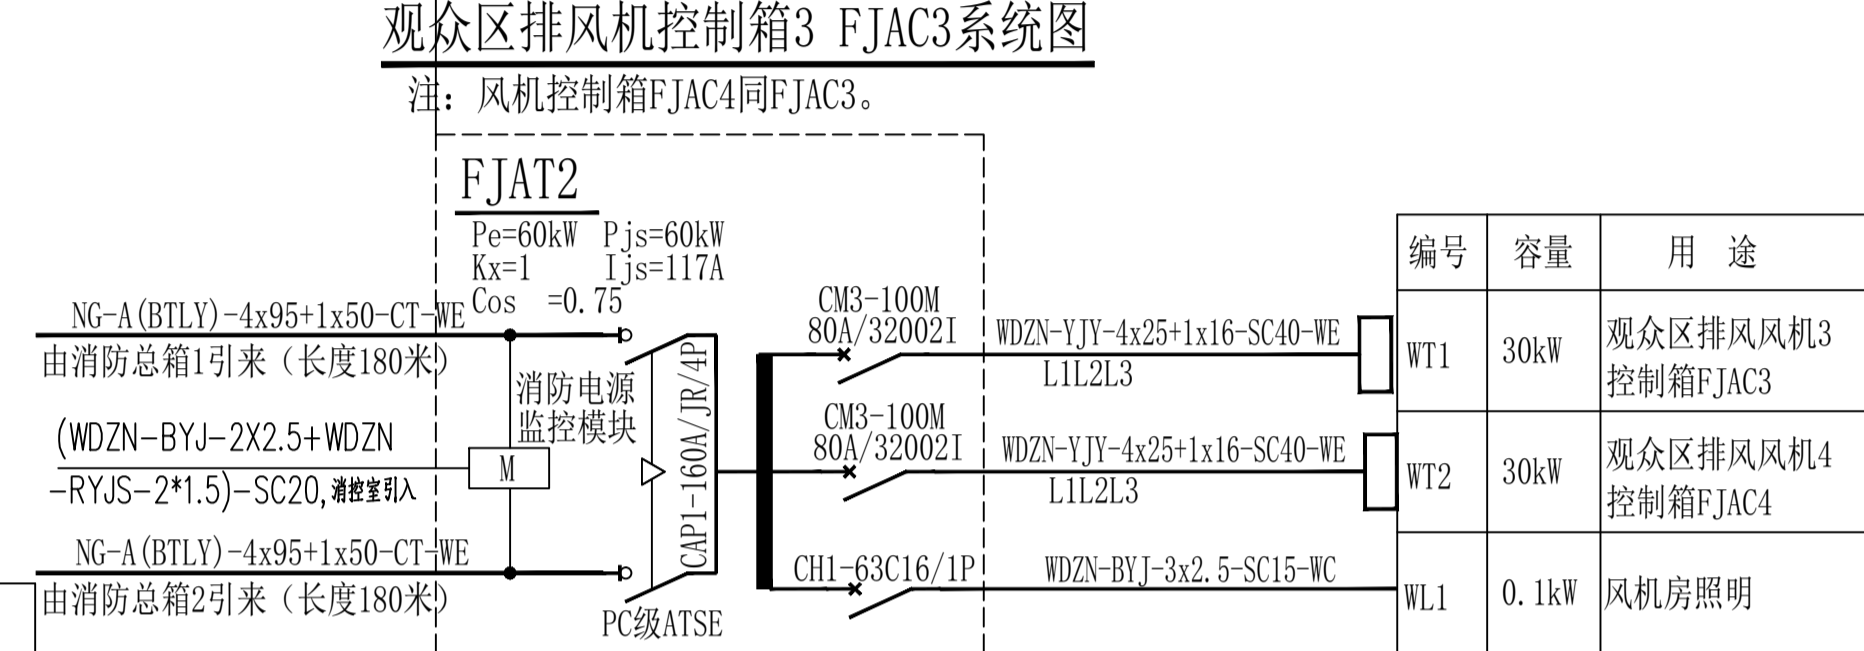 观众区排风机控制箱3 FJAC3系统图
注：风机控制箱FJAC4同FJAC3。
FJAT2
Pe=60kW Pjs=60kW
Kx=1 Ijs=117A
Cos =0.75
NG-A(BTLY)-4x95+1x50-CT-WE
由消防总箱1引来（长度180米）
消防电源
监控模块
(WDZN-BYJ-2X2.5+WDZN
-RYJS-2*1.5)-SC20,消控室引入
M
NG-A(BTLY)-4x95+1x50-CT-WE
由消防总箱2引来（长度180米）
CAP1-160A/JR/4P
PC级ATSE
CM3-100M
80A/32002I
WDZN-YJY-4x25+1x16-SC40-WE
L1L2L3
CM3-100M
80A/32002I
WDZN-YJY-4x25+1x16-SC40-WE
L1L2L3
CH1-63C16/1P
WDZN-BYJ-3x2.5-SC15-WC
编号 容量 用 途
WT1 30kW 观众区排风风机3
控制箱FJAC3
WT2 30kW 观众区排风风机4
控制箱FJAC4
WL1 0.1kW 风机房照明